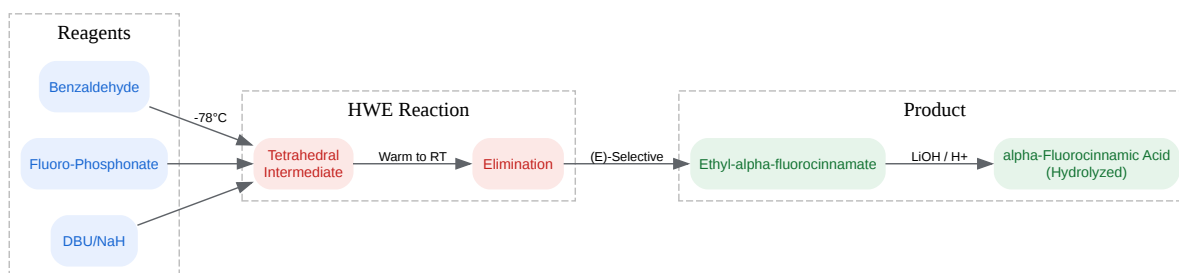 Reagents
Benzaldehyde
Fluoro-Phosphonate
DBU/NaH
-78°C
HWE Reaction
Tetrahedral
Intermediate
Warm to RT
Elimination
(E)-Selective
Product
Ethyl-alpha-fluorocinnamate
LiOH / H+
alpha-Fluorocinnamic Acid
(Hydrolyzed)